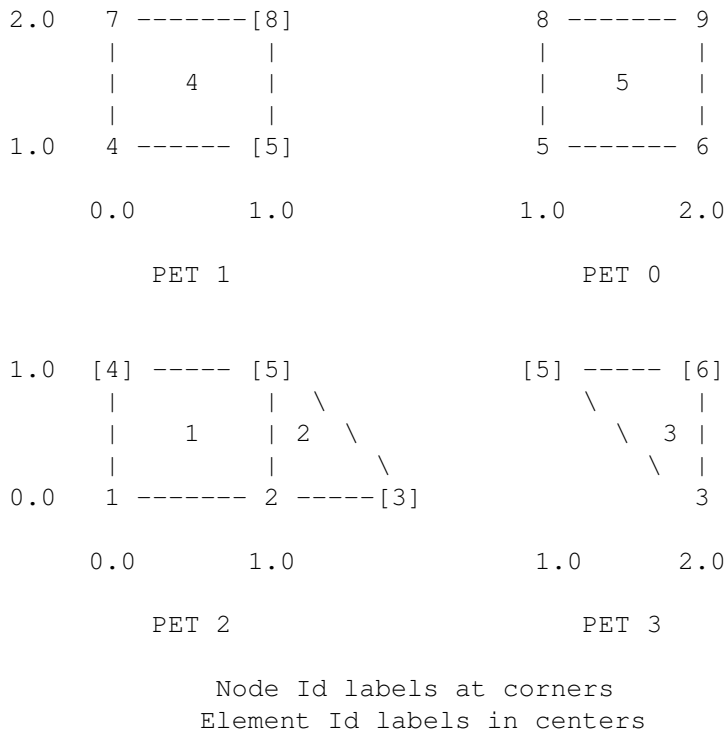 2.0   7 -------[8]              8 ------- 9
      |         |               |         |
      |    4    |               |    5    |
      |         |               |         |
1.0   4 ------ [5]              5 ------- 6

     0.0       1.0             1.0       2.0

         PET 1                      PET 0

1.0  [4] ----- [5]             [5] ----- [6]
      |         |  \              \       |
      |    1    | 2  \              \   3 |
      |         |      \              \   |
0.0   1 ------- 2 -----[3]                3

     0.0       1.0              1.0      2.0

         PET 2                      PET 3

             Node Id labels at corners
            Element Id labels in centers